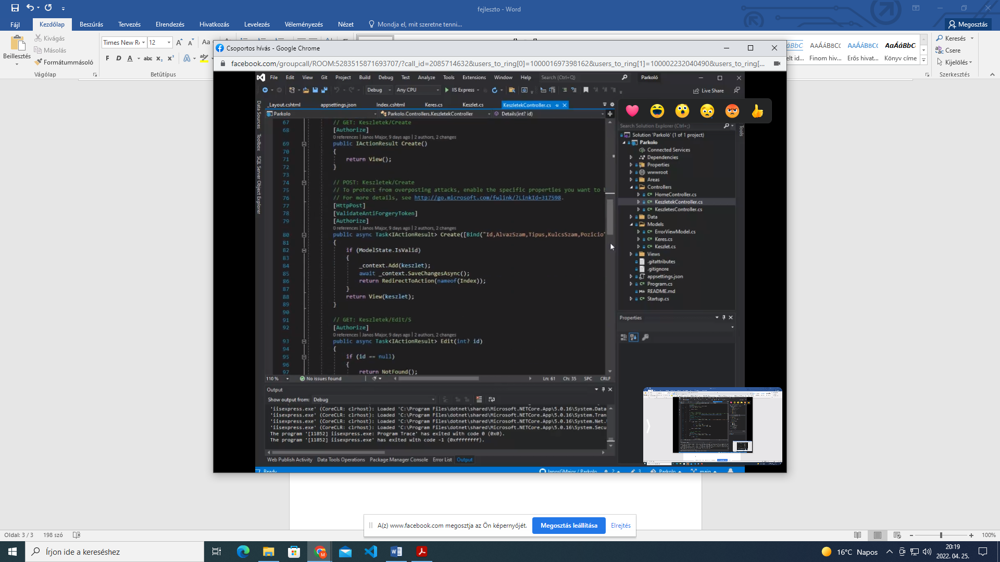 fejleszto - Word
Fájl Kezdőlap Beszúrás Tervezés Elrendezés Hivatkozás Levelezés Véleményezés Nézet Mondja el, mit szeretne tenni... Megosztás
Beillesztés
Kivágás
Másolás
Formátummásoló
Vágólap
Times New R 12
F D A abc x₂ x²
Betűtípus
AaÁáBBcC AaÁáBBcC AaÁáBbC
Finom hiv... Erős hivat... Könyv címe
Keresés
Csere
Kijelölés
Szerkesztés
Csoportos hívás - Google Chrome
facebook.com/groupcall/ROOM:5283515871693707/?call_id=2085714632&users_to_ring[0]=100001697398162&users_to_ring[1]=100002232040490&users_to_ring[...
File Edit View Git Project Build Debug Test Analyze Tools Extensions Window Help Search (Ctrl+Q) Parkoló
Debug Any CPU IIS Express Live Share
Data Sources Toolbox SQL Server Object Explorer
_Layout.cshtml appsettings.json Index.cshtml Keres.cs Keszlet.cs KeszletekController.cs
Parkolo Parkolo.Controllers.KeszletekController Details(int? id)
67 // GET: Keszletek/Create
68 [Authorize]
0 references | Janos Major, 9 days ago | 2 authors, 2 changes
69 public IActionResult Create()
70 {
71 return View();
72 }
73
74 // POST: Keszletek/Create
75 // To protect from overposting attacks, enable the specific properties you want to b
76 // For more details, see http://go.microsoft.com/fwlink/?LinkId=317598.
77 [HttpPost]
78 [ValidateAntiForgeryToken]
79 [Authorize]
0 references | Janos Major, 9 days ago | 2 authors, 2 changes
80 public async Task<IActionResult> Create([Bind("Id,AlvazSzam,Tipus,KulcsSzam,Pozicio"
81 {
82 if (ModelState.IsValid)
83 {
84 _context.Add(keszlet);
85 await _context.SaveChangesAsync();
86 return RedirectToAction(nameof(Index));
87 }
88 return View(keszlet);
89 }
90
91 // GET: Keszletek/Edit/5
92 [Authorize]
0 references | Janos Major, 9 days ago | 2 authors, 2 changes
93 public async Task<IActionResult> Edit(int? id)
94 {
95 if (id == null)
96 {
97 return NotFound();
110 % No issues found Ln: 61 Ch: 35 SPC CRLF
Output
Show output from: Debug
'iisexpress.exe' (CoreCLR: clrhost): Loaded 'C:\Program Files\dotnet\shared\Microsoft.NETCore.App\5.0.16\System.Data
'iisexpress.exe' (CoreCLR: clrhost): Loaded 'C:\Program Files\dotnet\shared\Microsoft.NETCore.App\5.0.16\System.Tran
'iisexpress.exe' (CoreCLR: clrhost): Loaded 'C:\Program Files\dotnet\shared\Microsoft.NETCore.App\5.0.16\System.Net.
'iisexpress.exe' (CoreCLR: clrhost): Loaded 'C:\Program Files\dotnet\shared\Microsoft.NETCore.App\5.0.16\System.Secu
The program '[11852] iisexpress.exe: Program Trace' has exited with code 0 (0x0).
The program '[11852] iisexpress.exe' has exited with code -1 (0xffffffff).
Web Publish Activity Data Tools Operations Package Manager Console Error List Output
Ready JanosGMajor / Parkolo 2 3 Parkolo main
Search Solution Explorer (Ctrl+;)
Tools
Solution 'Parkoló' (1 of 1 project)
Parkolo
Connected Services
Dependencies
Properties
wwwroot
Areas
Controllers
HomeController.cs
KeszletekController.cs
KeszletesController.cs
Data
Models
ErrorViewModel.cs
Keres.cs
Keszlet.cs
Views
.gitattributes
.gitignore
appsettings.json
Program.cs
README.md
Startup.cs
Properties
A(z) www.facebook.com megosztja az Ön képernyőjét. Megosztás leállítása Elrejtés
Oldal: 3 / 3 198 szó 100%
Írjon ide a kereséshez
16°C Napos
20:19
2022. 04. 25.